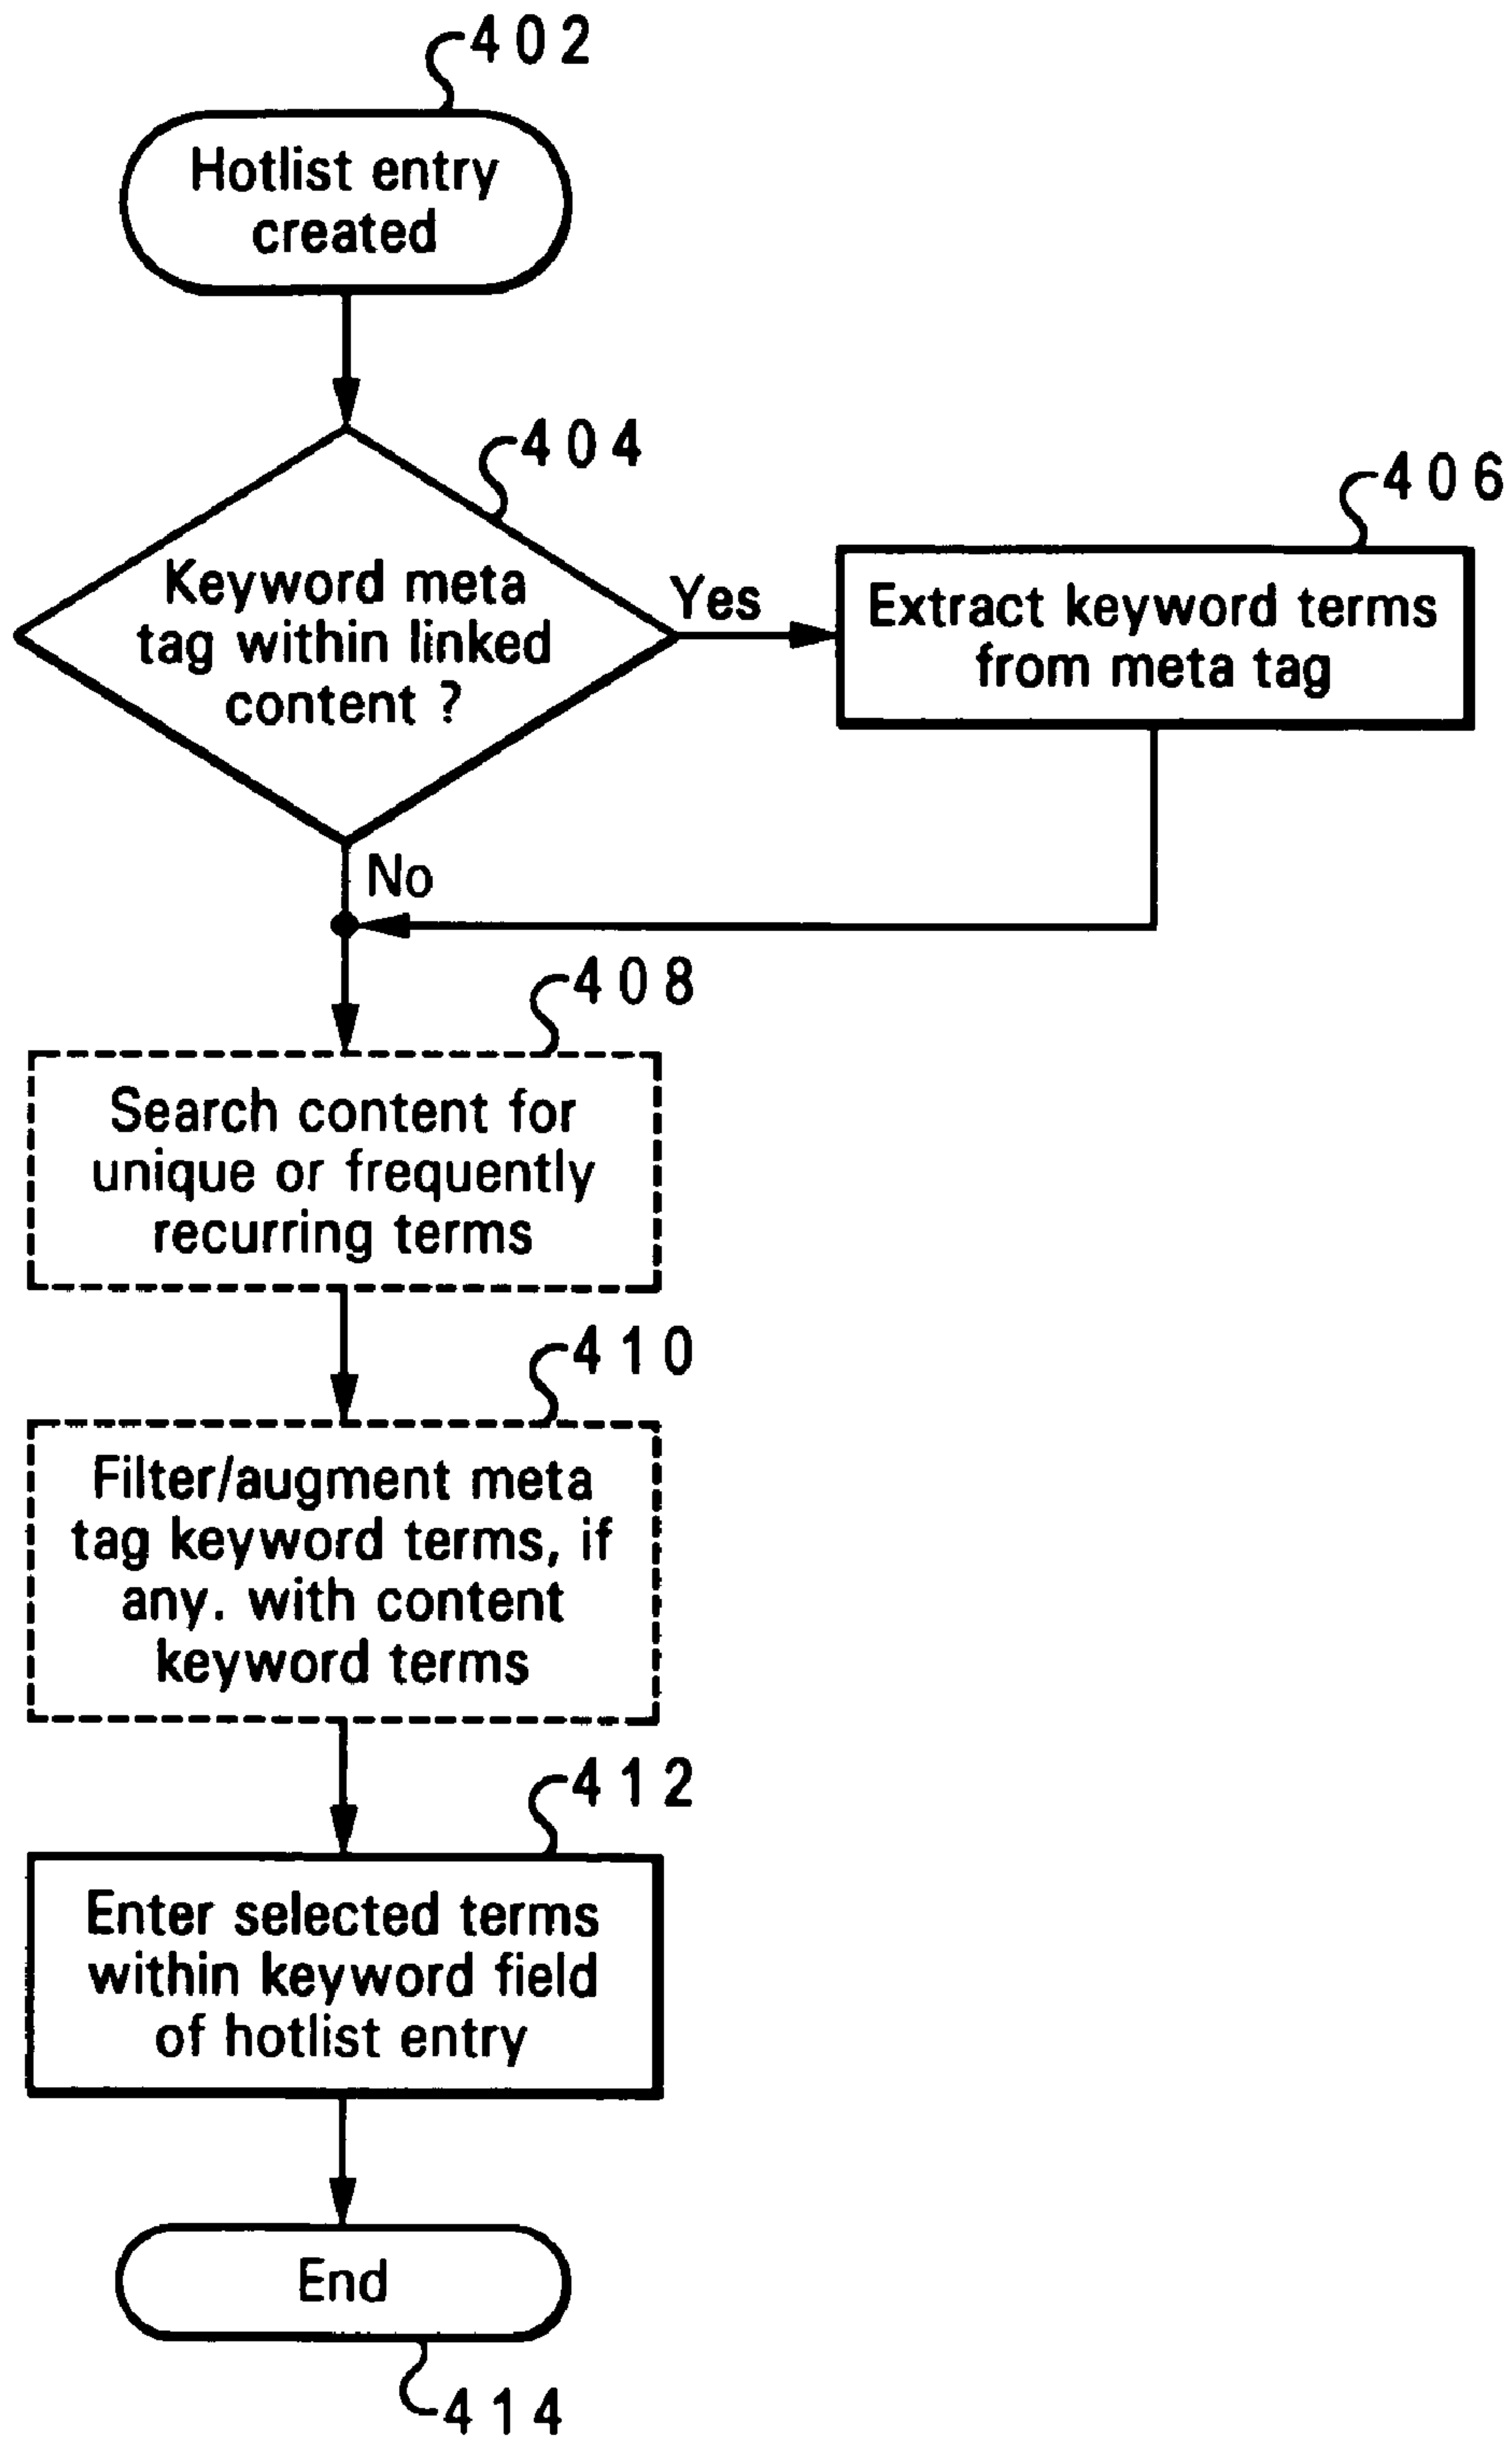 402
Hotlist entry
created
404
Keyword meta
tag within linked
content ?
Yes
406
Extract keyword terms
from meta tag
No
408
Search content for
unique or frequently
recurring terms
410
Filter/augment meta
tag keyword terms, if
any. with content
keyword terms
412
Enter selected terms
within keyword field
of hotlist entry
End
414